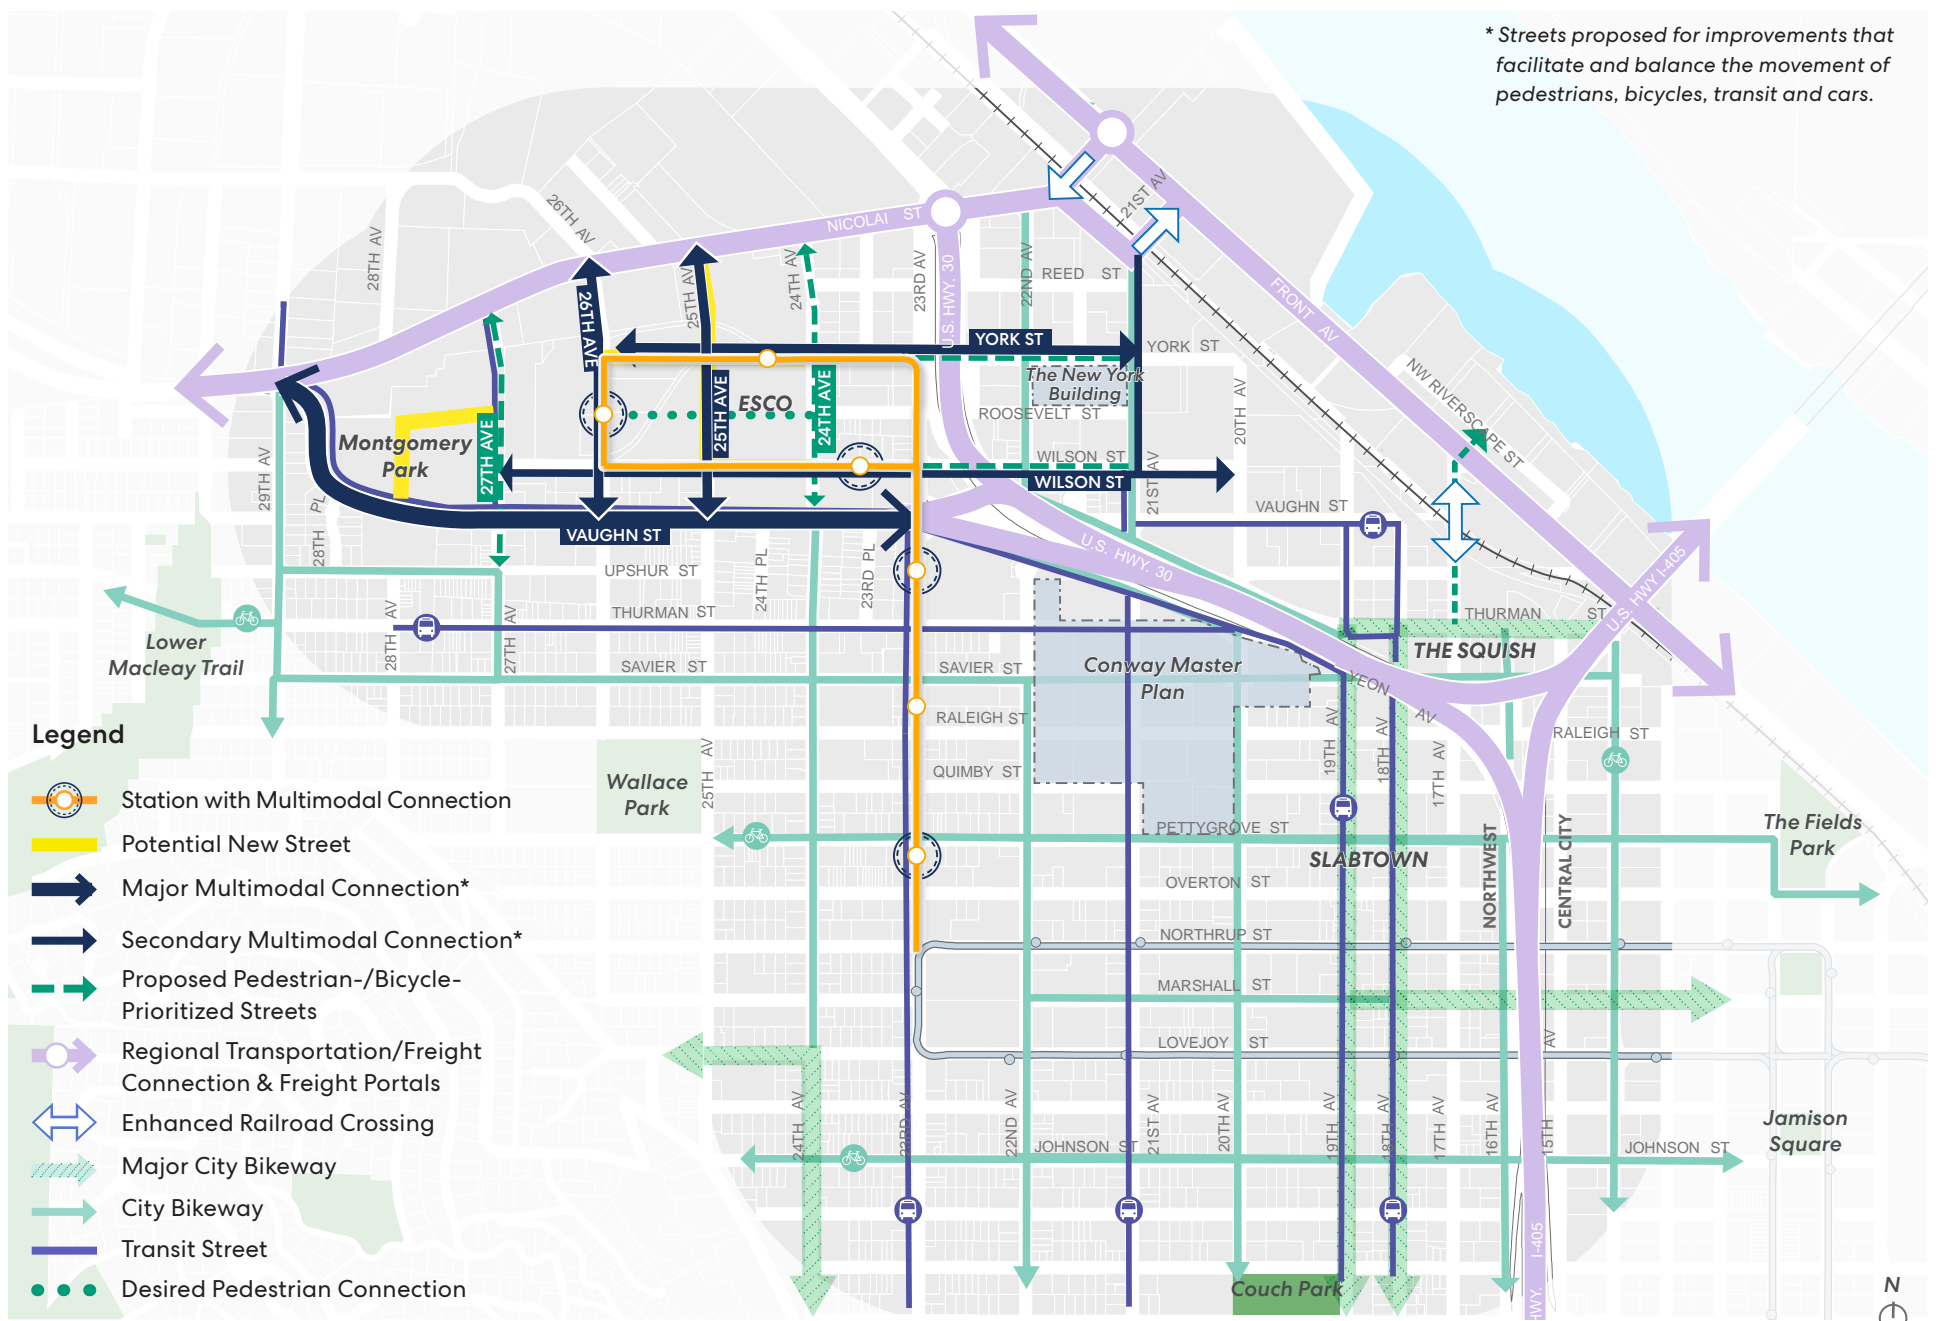 * Streets proposed for improvements that
facilitate and balance the movement of
pedestrians, bicycles, transit and cars.
26TH AV
28TH AV
NICOLAI ST
21ST AV
25TH AV
24TH AV
23RD AV
U.S. HWY. 30
22ND AV
REED ST
FRONT AV
26TH AVE
YORK ST
YORK ST
The New York
Building
ROOSEVELT ST
20TH AV
NW RIVERSCAPE ST
ESCO
25TH AVE
24TH AVE
Montgomery
Park
27TH AVE
WILSON ST
WILSON ST
29TH AV
28TH PL
21ST AV
VAUGHN ST
VAUGHN ST
U.S. HWY. 30
U.S. HWY I-405
UPSHUR ST
24TH PL
23RD PL
THURMAN ST
THURMAN ST
28TH AV
27TH AV
Lower
Macleay Trail
SAVIER ST
SAVIER ST
Conway Master
Plan
THE SQUISH
YEON AV
RALEIGH ST
RALEIGH ST
19TH AV
18TH AV
17TH AV
QUIMBY ST
Wallace
Park
25TH AV
PETTYGROVE ST
SLABTOWN
NORTHWEST
CENTRAL CITY
The Fields
Park
OVERTON ST
NORTHRUP ST
MARSHALL ST
LOVEJOY ST
24TH AV
23RD AV
22ND AV
21ST AV
20TH AV
19TH AV
18TH AV
17TH AV
16TH AV
15TH AV
JOHNSON ST
JOHNSON ST
Jamison
Square
I-405
HWY.
Couch Park
N
Legend
Station with Multimodal Connection
Potential New Street
Major Multimodal Connection*
Secondary Multimodal Connection*
Proposed Pedestrian-/Bicycle-
Prioritized Streets
Regional Transportation/Freight
Connection & Freight Portals
Enhanced Railroad Crossing
Major City Bikeway
City Bikeway
Transit Street
Desired Pedestrian Connection